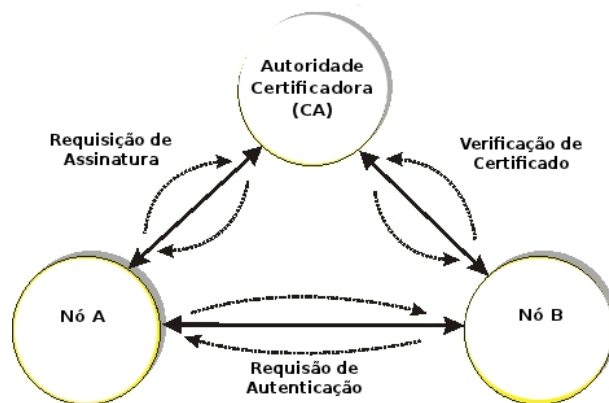 Autoridade
Certificadora
(CA)
Requisição de
Assinatura
Verificação de
Certificado
Nó A
Nó B
Requisão de
Autenticação